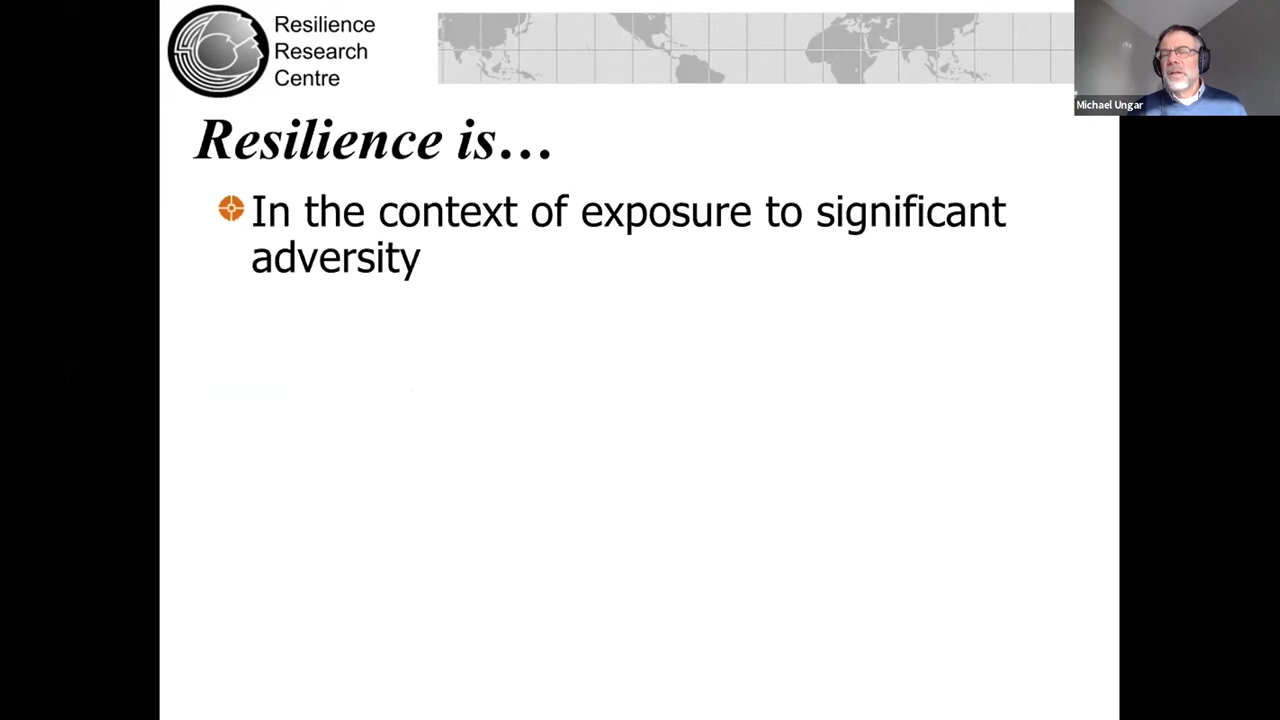 Resilience
Research
Centre
Michael Ungar
Resilience is…
In the context of exposure to significant
adversity